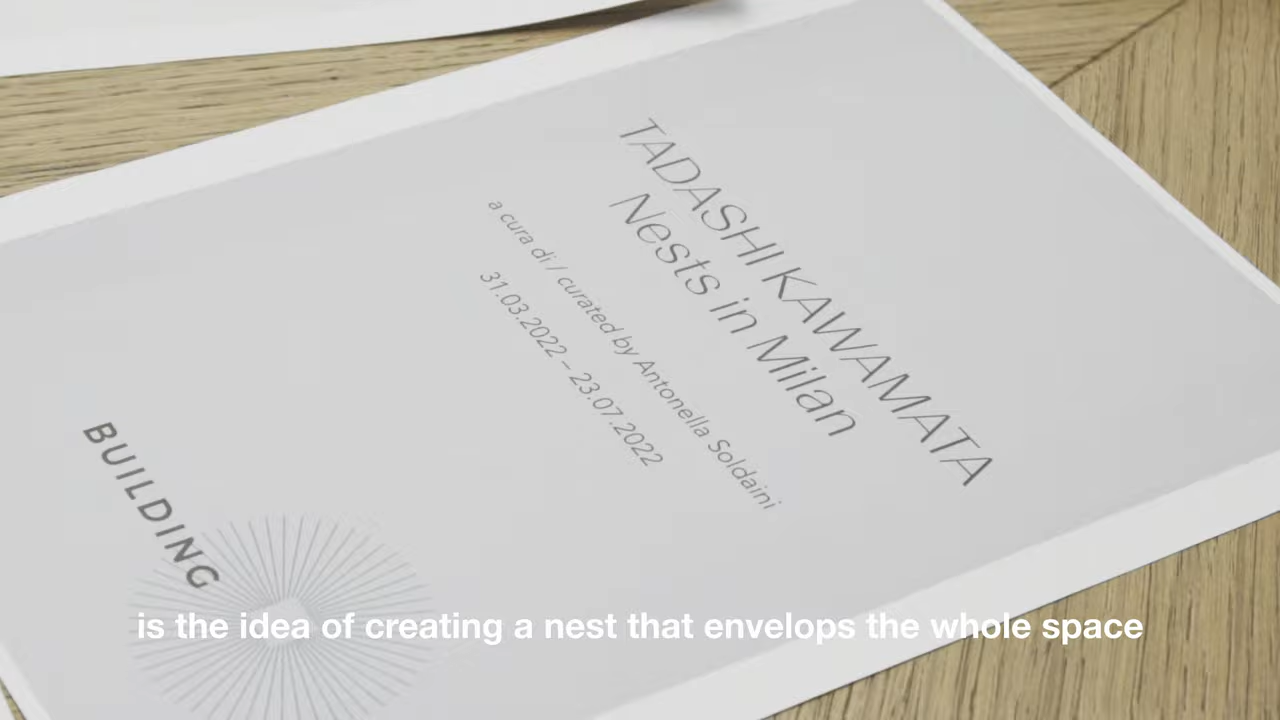 TADASHI KAWAMATA
Nests in Milan
a cura di / curated by Antonella Soldaini
31.03.2022 – 23.07.2022
BUILDING
is the idea of creating a nest that envelops the whole space